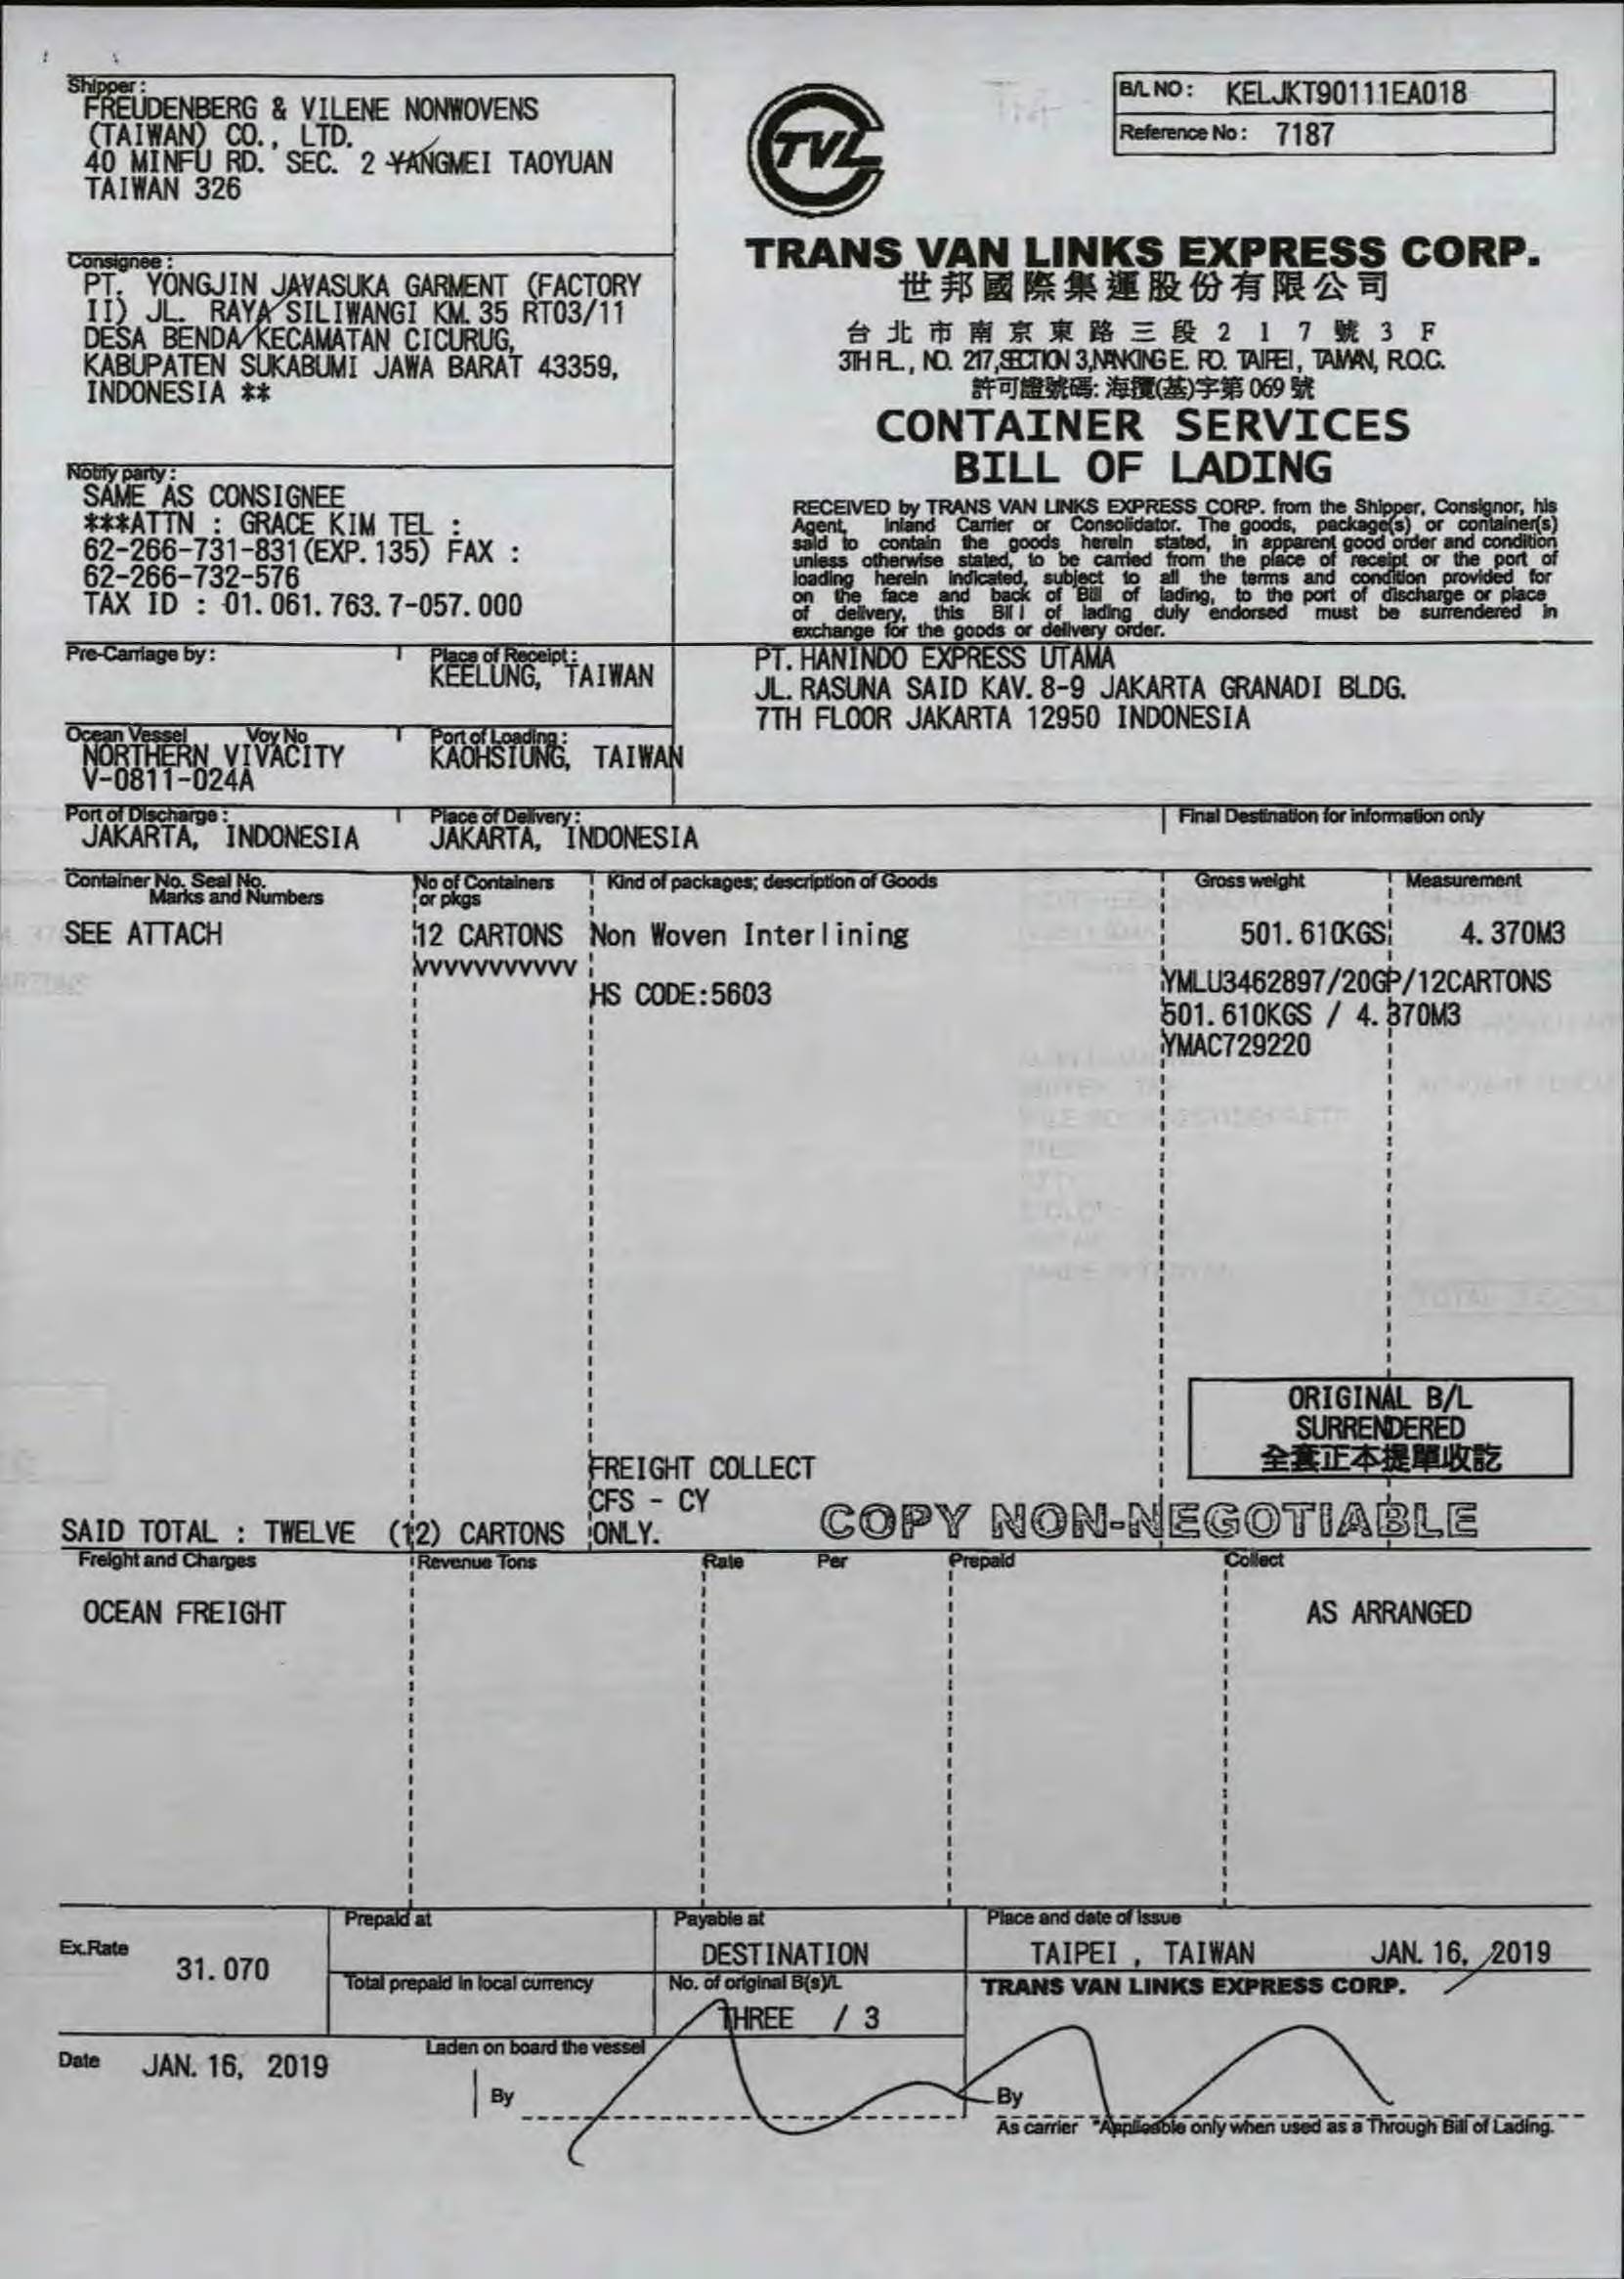 Shipper:
FREUDENBERG & VILENE NONWOVENS
(TAIWAN) CO., LTD.
40 MINFU RD. SEC. 2 YANGMEI TAOYUAN
TAIWAN 326
B/L NO: KELJKT90111EA018
Reference No: 7187
TVL
TRANS VAN LINKS EXPRESS CORP.
世邦國際集運股份有限公司
台北市南京東路三段217號3F
3TH FL., NO. 217, SECTION 3, NANKING E. RD. TAIPEI, TAIWAN, R.O.C.
許可證號碼: 海攬(基)字第 069 號
CONTAINER SERVICES
BILL OF LADING
Consignee:
PT. YONGJIN JAVASUKA GARMENT (FACTORY
II) JL. RAYA SILIWANGI KM.35 RT03/11
DESA BENDA KECAMATAN CICURUG,
KABUPATEN SUKABUMI JAWA BARAT 43359,
INDONESIA **
Notify party:
SAME AS CONSIGNEE
***ATTN : GRACE KIM TEL :
62-266-731-831(EXP.135) FAX :
62-266-732-576
TAX ID : 01.061.763.7-057.000
RECEIVED by TRANS VAN LINKS EXPRESS CORP. from the Shipper, Consignor, his
Agent, Inland Carrier or Consolidator. The goods, package(s) or container(s)
said to contain the goods herein stated, in apparent good order and condition
unless otherwise stated, to be carried from the place of receipt or the port of
loading herein indicated, subject to all the terms and condition provided for
on the face and back of Bill of lading, to the port of discharge or place
of delivery, this Bill of lading duly endorsed must be surrendered in
exchange for the goods or delivery order.
Pre-Carriage by:
Place of Receipt:
KEELUNG, TAIWAN
PT. HANINDO EXPRESS UTAMA
JL. RASUNA SAID KAV. 8-9 JAKARTA GRANADI BLDG.
7TH FLOOR JAKARTA 12950 INDONESIA
Ocean Vessel Voy No
NORTHERN VIVACITY
V-0811-024A
Port of Loading:
KAOHSIUNG, TAIWAN
Port of Discharge:
JAKARTA, INDONESIA
Place of Delivery:
JAKARTA, INDONESIA
Final Destination for information only
Container No. Seal No.
Marks and Numbers
No of Containers
or pkgs
Kind of packages; description of Goods
Gross weight
Measurement
SEE ATTACH
12 CARTONS
VVVVVVVVVVV
Non Woven Interlining
HS CODE:5603
501.610KGS
4.370M3
YMLU3462897/20GP/12CARTONS
501.610KGS / 4.370M3
YMAC729220
ORIGINAL B/L
SURRENDERED
全套正本提單收訖
FREIGHT COLLECT
CFS - CY
COPY NON-NEGOTIABLE
SAID TOTAL : TWELVE (12) CARTONS ONLY.
Freight and Charges
Revenue Tons
Rate
Per
Prepaid
Collect
OCEAN FREIGHT
AS ARRANGED
Ex.Rate 31.070
Prepaid at
Payable at
DESTINATION
Place and date of Issue
TAIPEI , TAIWAN JAN. 16, 2019
Total prepaid in local currency
No. of original B(s)/L
THREE / 3
TRANS VAN LINKS EXPRESS CORP.
Date JAN. 16, 2019
Laden on board the vessel
By
By
As carrier *Applicable only when used as a Through Bill of Lading.